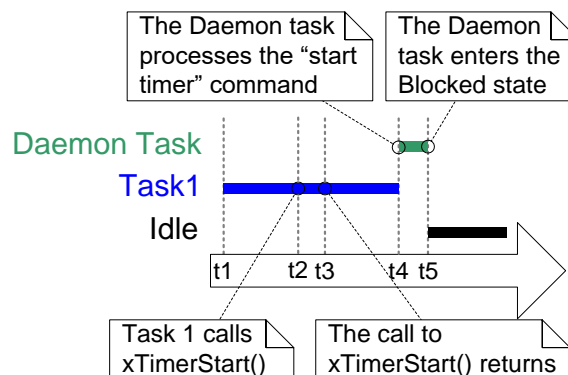 The Daemon task
processes the “start
timer” command
The Daemon
task enters the
Blocked state
Daemon Task
Task1
Idle
t1 t2 t3 t4 t5
Task 1 calls
xTimerStart()
The call to
xTimerStart() returns